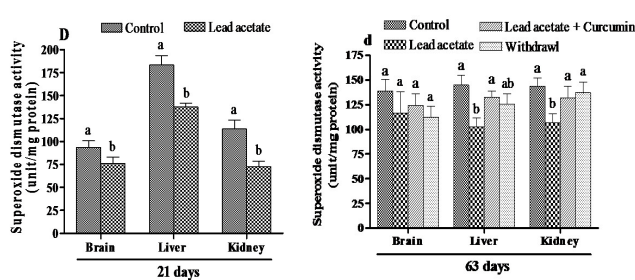 D
Control
Lead acetate
Superoxide dismutase activity
(unit/mg protein)
200
175
150
125
100
75
50
25
0
a
b
a
b
a
b
Brain
Liver
Kidney
21 days
d
Control
Lead acetate + Curcumin
Lead acetate
Withdrawl
Superoxide dismutase activity
(unit/mg protein)
175
150
125
100
75
50
25
0
a
a
a
a
a
b
a
ab
a
b
a
a
Brain
Liver
Kidney
63 days